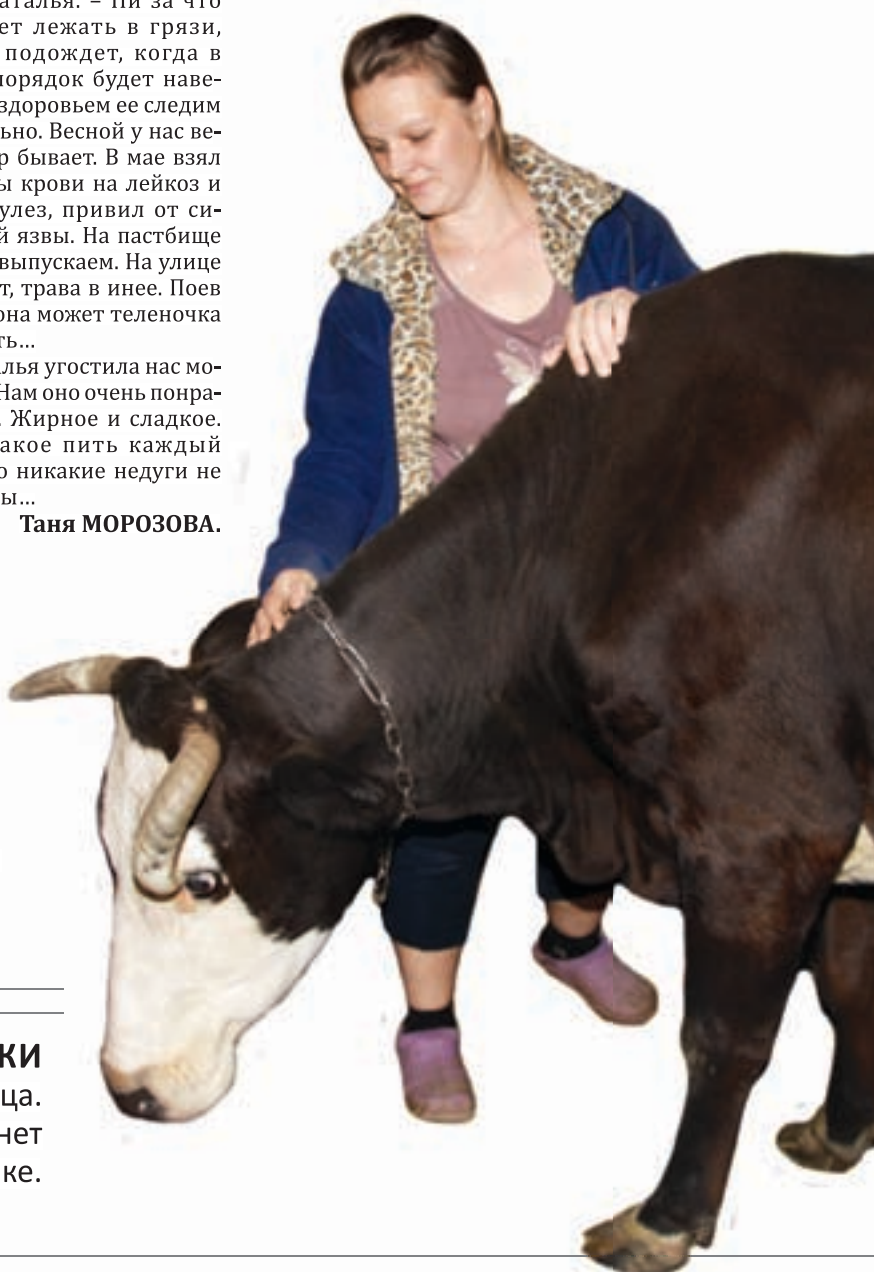 аталья. – Ни за что
ет лежать в грязи,
подождет, когда в
порядок будет наве-
здоровьем ее следим
ьно. Весной у нас ве-
р бывает. В мае взял
ы крови на лейкоз и
улез, привил от си-
й язвы. На пастбище
выпускаем. На улице
т, трава в инее. Поев
она может теленочка
ть...
лья угостила нас мо-
Нам оно очень понра-
. Жирное и сладкое.
акое пить каждый
о никакие недуги не
ы...
Таня МОРОЗОВА.
ки
ца.
нет
ке.